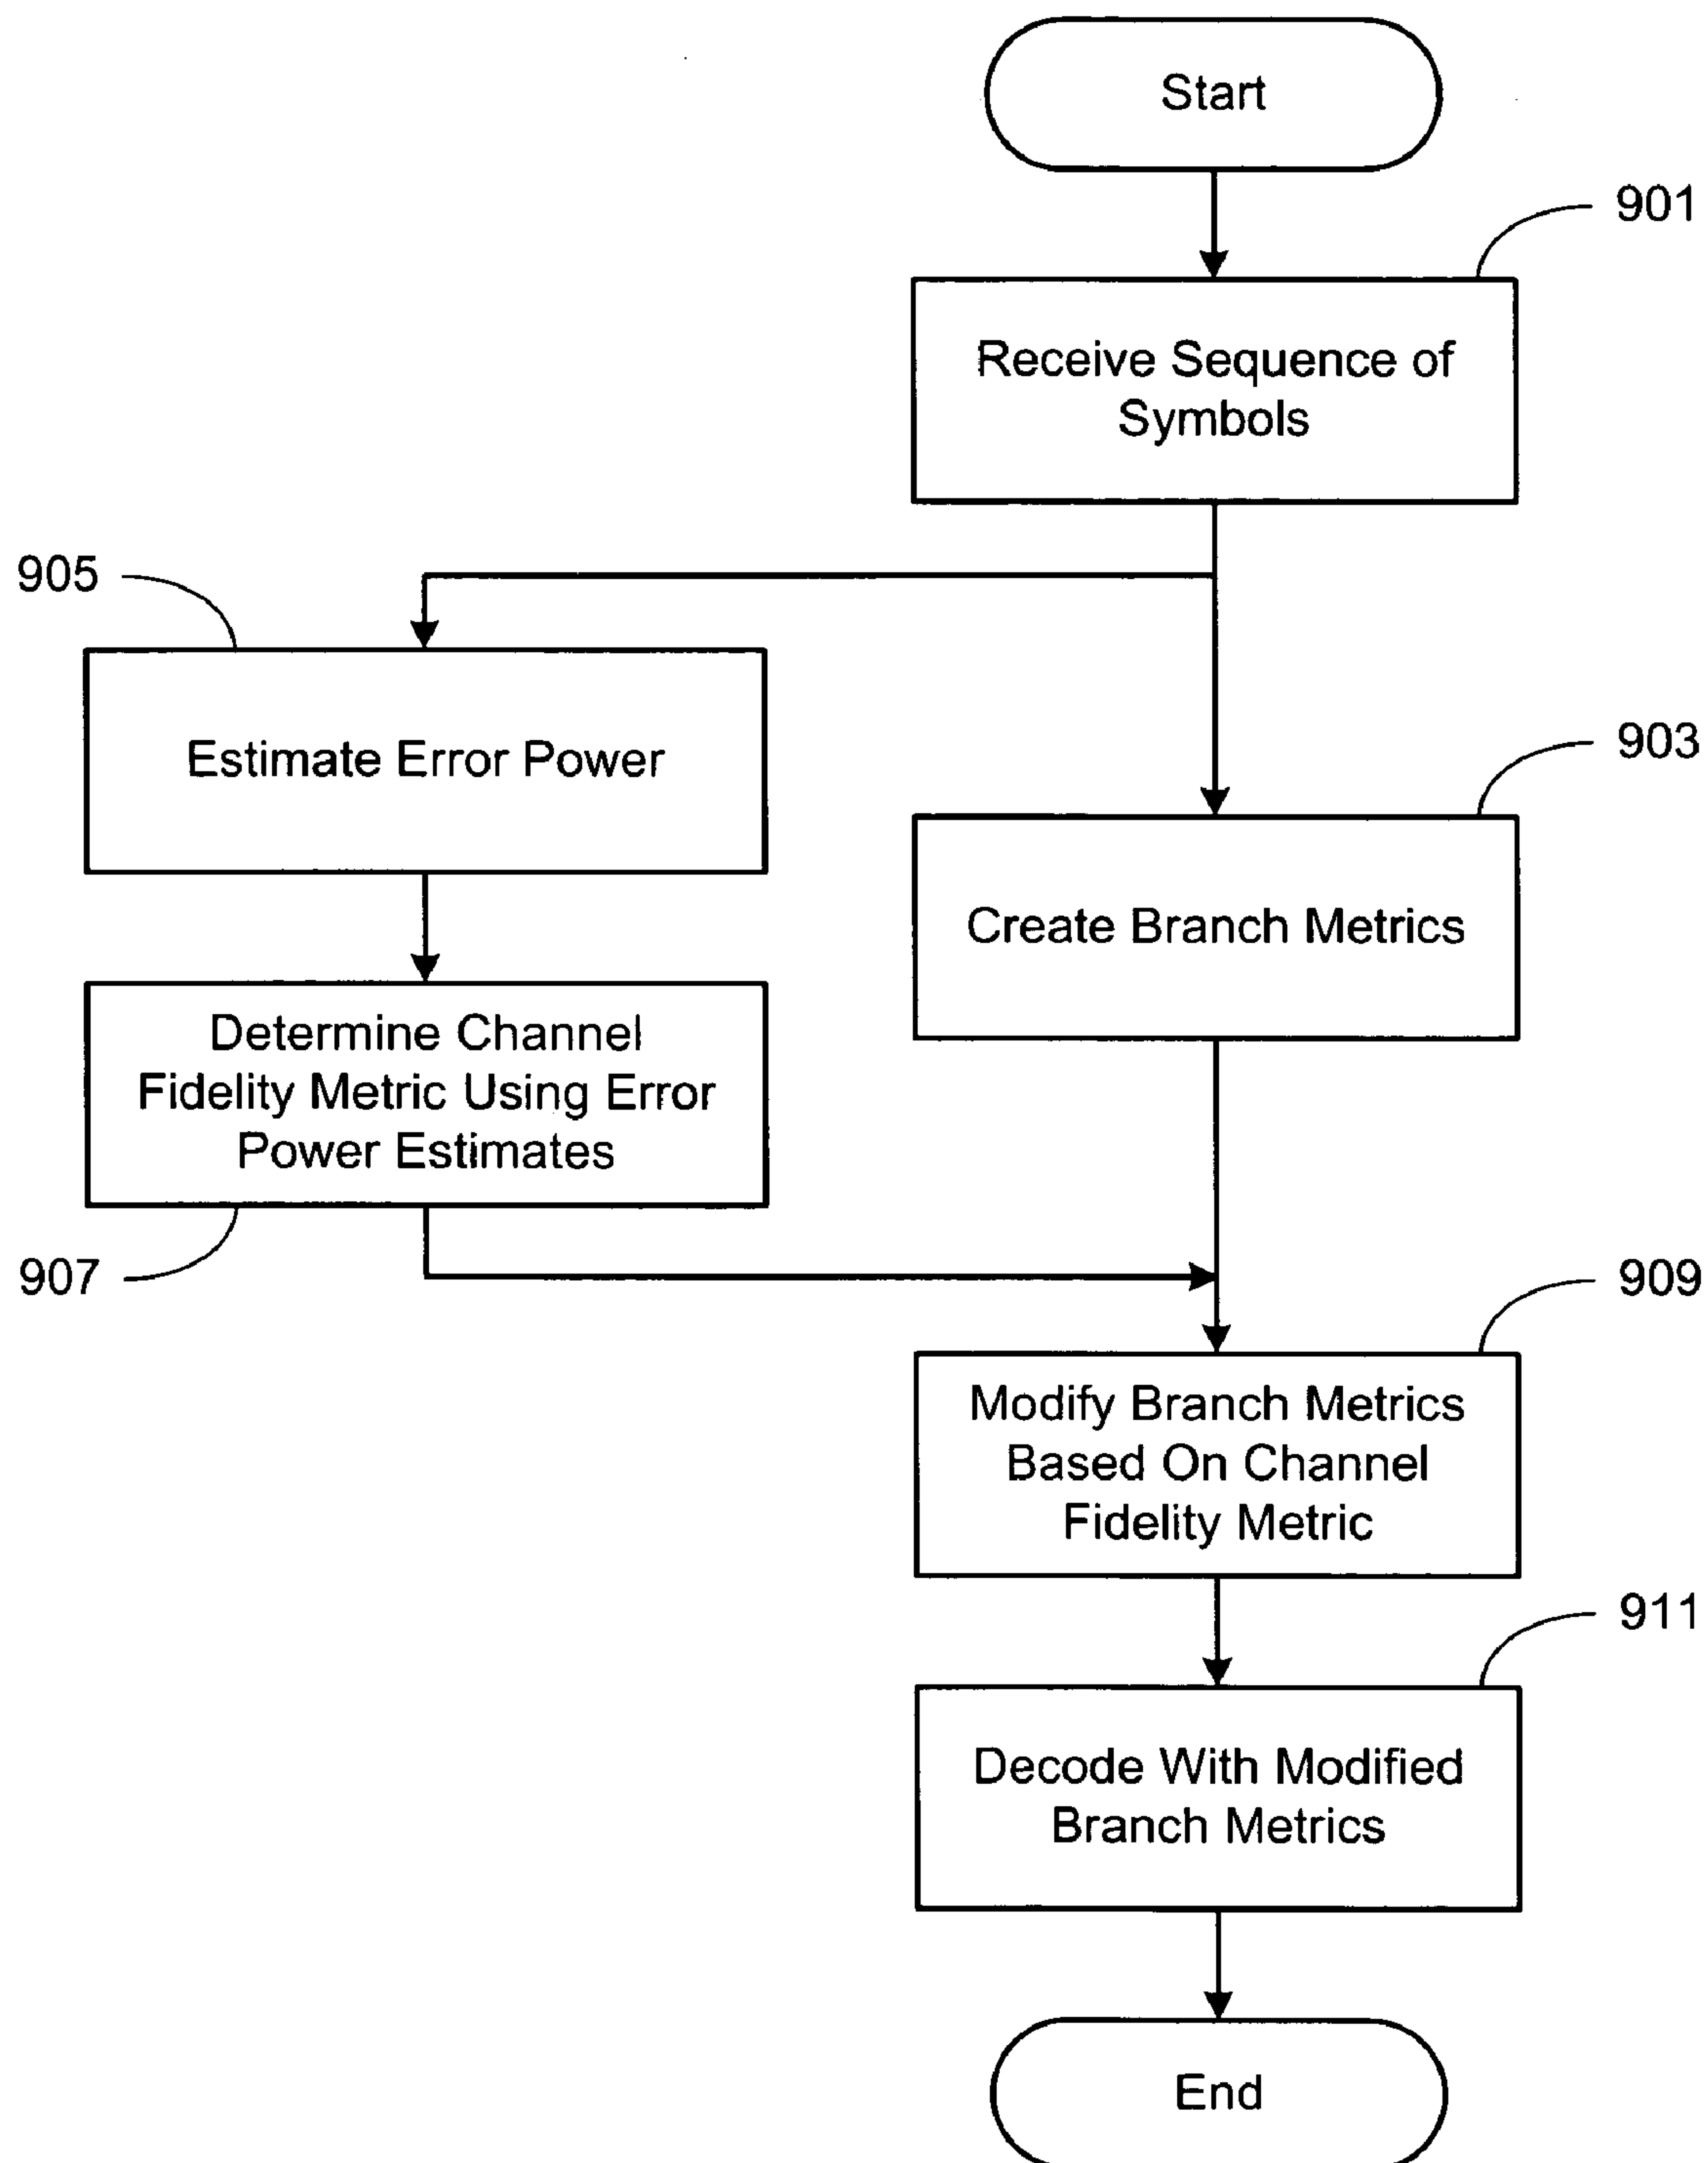 Start
901
Receive Sequence of
Symbols
905
Estimate Error Power
903
Create Branch Metrics
Determine Channel
Fidelity Metric Using Error
Power Estimates
907
909
Modify Branch Metrics
Based On Channel
Fidelity Metric
911
Decode With Modified
Branch Metrics
End